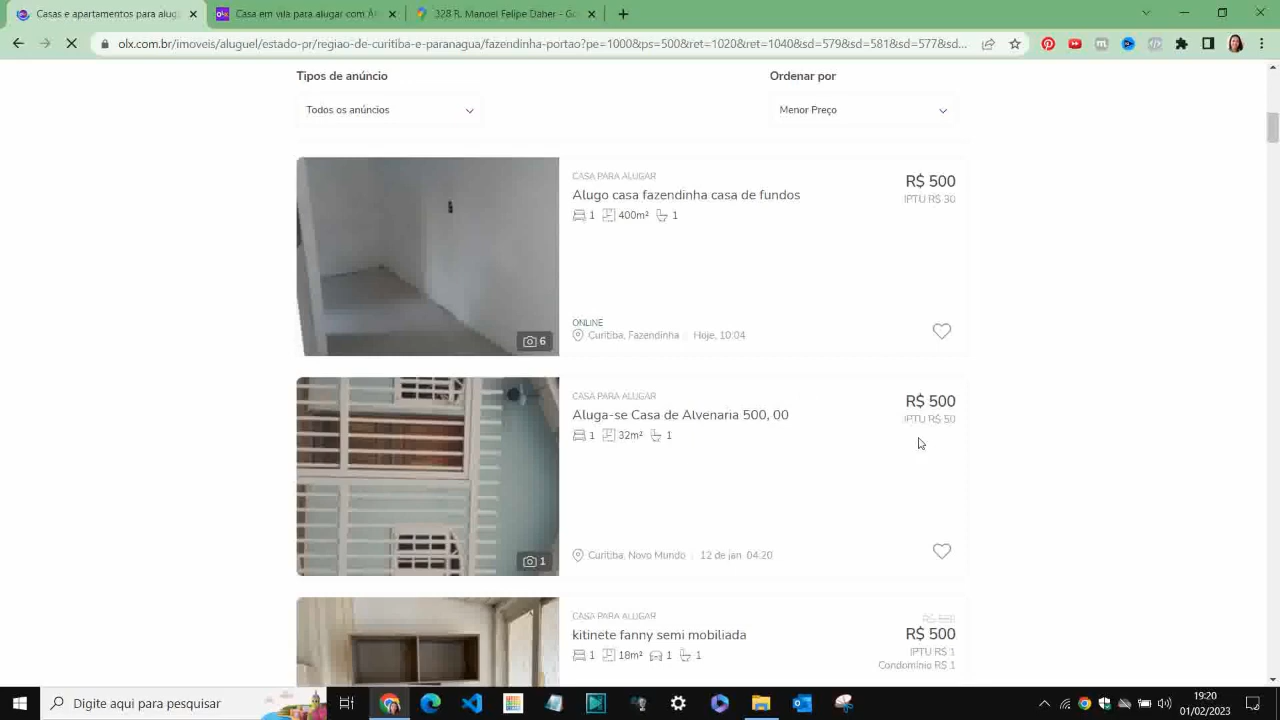 Casas e apartamentos para alug
Casa em vila para alugar com Á
328 R. Manoel Felipe Daher - Go
olx.com.br/imoveis/aluguel/estado-pr/regiao-de-curitiba-e-paranagua/fazendinha-portao?pe=1000&ps=500&ret=1020&ret=1040&sd=579&sd=581&sd=577&sd...
Tipos de anúncio
Ordenar por
Todos os anúncios
Menor Preço
CASA PARA ALUGAR
R$ 500
Alugo casa fazendinha casa de fundos
IPTU R$ 30
1 400m² 1
ONLINE
Curitiba, Fazendinha | Hoje, 10:04
6
CASA PARA ALUGAR
R$ 500
Aluga-se Casa de Alvenaria 500, 00
IPTU R$ 50
1 32m² 1
Curitiba, Novo Mundo | 12 de jan 04:20
1
CASA PARA ALUGAR
R$ 500
kitinete fanny semi mobiliada
IPTU R$ 1
1 18m² 1 1
Condomínio R$ 1
Digite aqui para pesquisar
19:20
01/02/2023